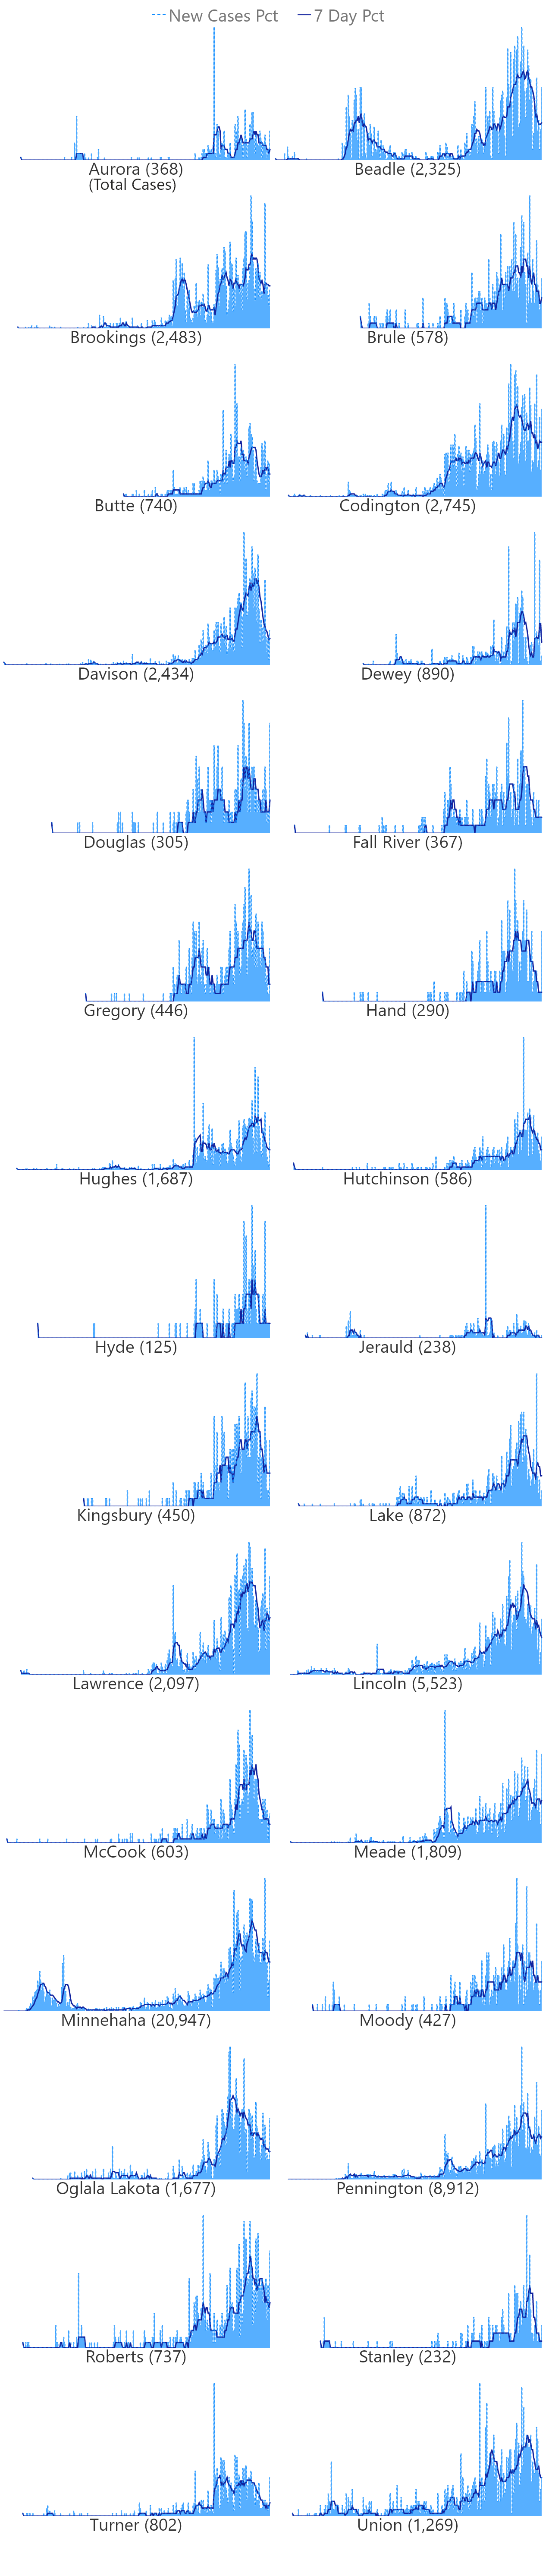 New Cases Pct 7 Day Pct
Aurora (368) Beadle (2,325)
(Total Cases)
Brookings (2,483) Brule (578)
Butte (740) Codington (2,745)
Davison (2,434) Dewey (890)
Douglas (305) Fall River (367)
Gregory (446) Hand (290)
Hughes (1,687) Hutchinson (586)
Hyde (125) Jerauld (238)
Kingsbury (450) Lake (872)
Lawrence (2,097) Lincoln (5,523)
McCook (603) Meade (1,809)
Minnehaha (20,947) Moody (427)
Oglala Lakota (1,677) Pennington (8,912)
Roberts (737) Stanley (232)
Turner (802) Union (1,269)